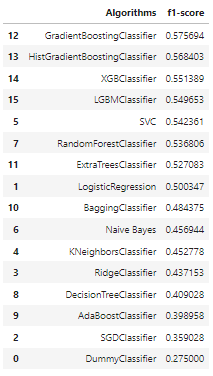 Algorithms f1-score
12 GradientBoostingClassifier 0.575694
13 HistGradientBoostingClassifier 0.568403
14 XGBClassifier 0.551389
15 LGBMClassifier 0.549653
5 SVC 0.542361
7 RandomForestClassifier 0.536806
11 ExtraTreesClassifier 0.527083
1 LogisticRegression 0.500347
10 BaggingClassifier 0.484375
6 Naive Bayes 0.456944
4 KNeighborsClassifier 0.452778
3 RidgeClassifier 0.437153
8 DecisionTreeClassifier 0.409028
9 AdaBoostClassifier 0.398958
2 SGDClassifier 0.359028
0 DummyClassifier 0.275000